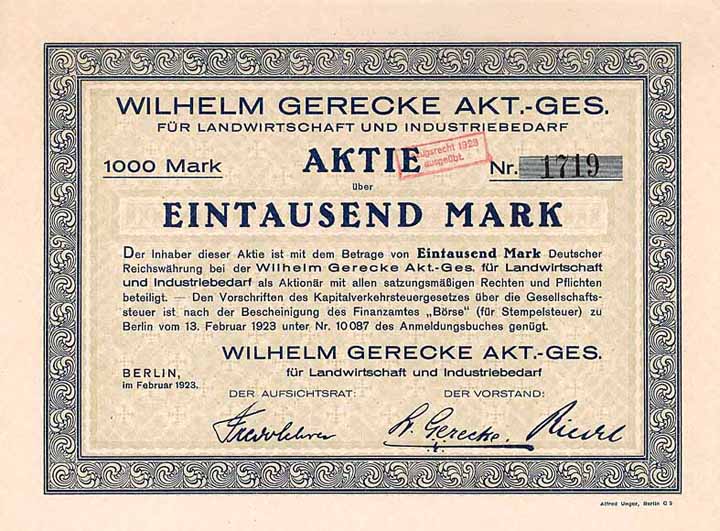 WILHELM GERECKE AKT.-GES.
FÜR LANDWIRTSCHAFT UND INDUSTRIEBEDARF
1000 Mark
AKTIE
ausgeübt.
Nr. 1719
über
EINTAUSEND MARK
Der Inhaber dieser Aktie ist mit dem Betrage von Eintausend Mark Deutscher
Reichswährung bei der Wilhelm Gerecke Akt.-Ges. für Landwirtschaft
und Industriebedarf als Aktionär mit allen satzungsmäßigen Rechten und Pflichten
beteiligt. — Den Vorschriften des Kapitalverkehrsteuergesetzes über die Gesellschafts-
steuer ist nach der Bescheinigung des Finanzamtes „Börse" (für Stempelsteuer) zu
Berlin vom 13. Februar 1923 unter Nr. 10087 des Anmeldungsbuches genügt.
WILHELM GERECKE AKT.-GES.
für Landwirtschaft und Industriebedarf
BERLIN,
im Februar 1923.
DER AUFSICHTSRAT:
DER VORSTAND:
W. Gerecke. Riedel
Alfred Unger, Berlin C 2